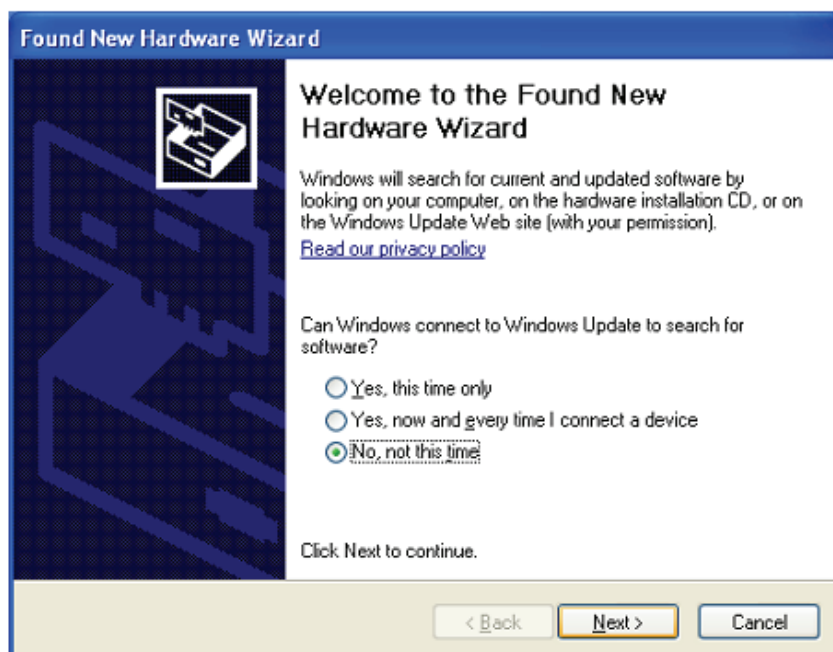 Found New Hardware Wizard
Welcome to the Found New
Hardware Wizard
Windows will search for current and updated software by
looking on your computer, on the hardware installation CD, or on
the Windows Update Web site (with your permission).
Read our privacy policy
Can Windows connect to Windows Update to search for
software?
Yes, this time only
Yes, now and every time I connect a device
No, not this time
Click Next to continue.
< Back Next > Cancel